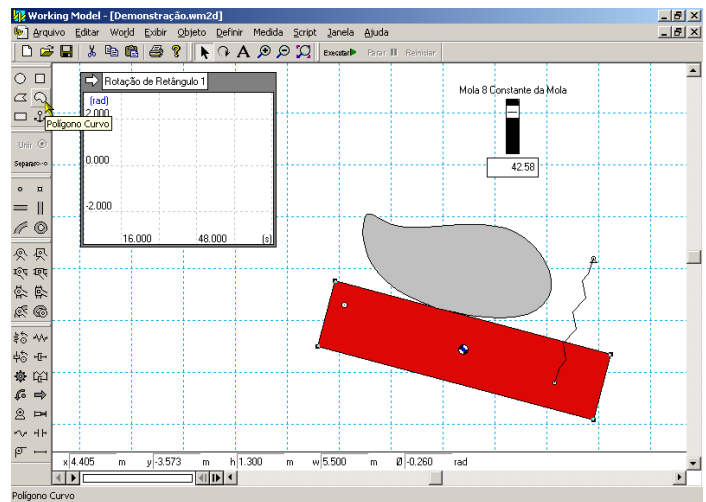 Working Model - [Demonstração.wm2d]
Arquivo Editar World Exibir Objeto Definir Medida Script Janela Ajuda
A Executar Parar Reiniciar
Rotação de Retângulo 1
(rad)
2.000
0.000
-2.000
16.000 48.000 (s)
Polígono Curvo
Mola 8 Constante da Mola
42.58
Unir
Separar
x 4.405 m y -3.573 m h 1.300 m w 5.500 m Ø -0.260 rad
Polígono Curvo